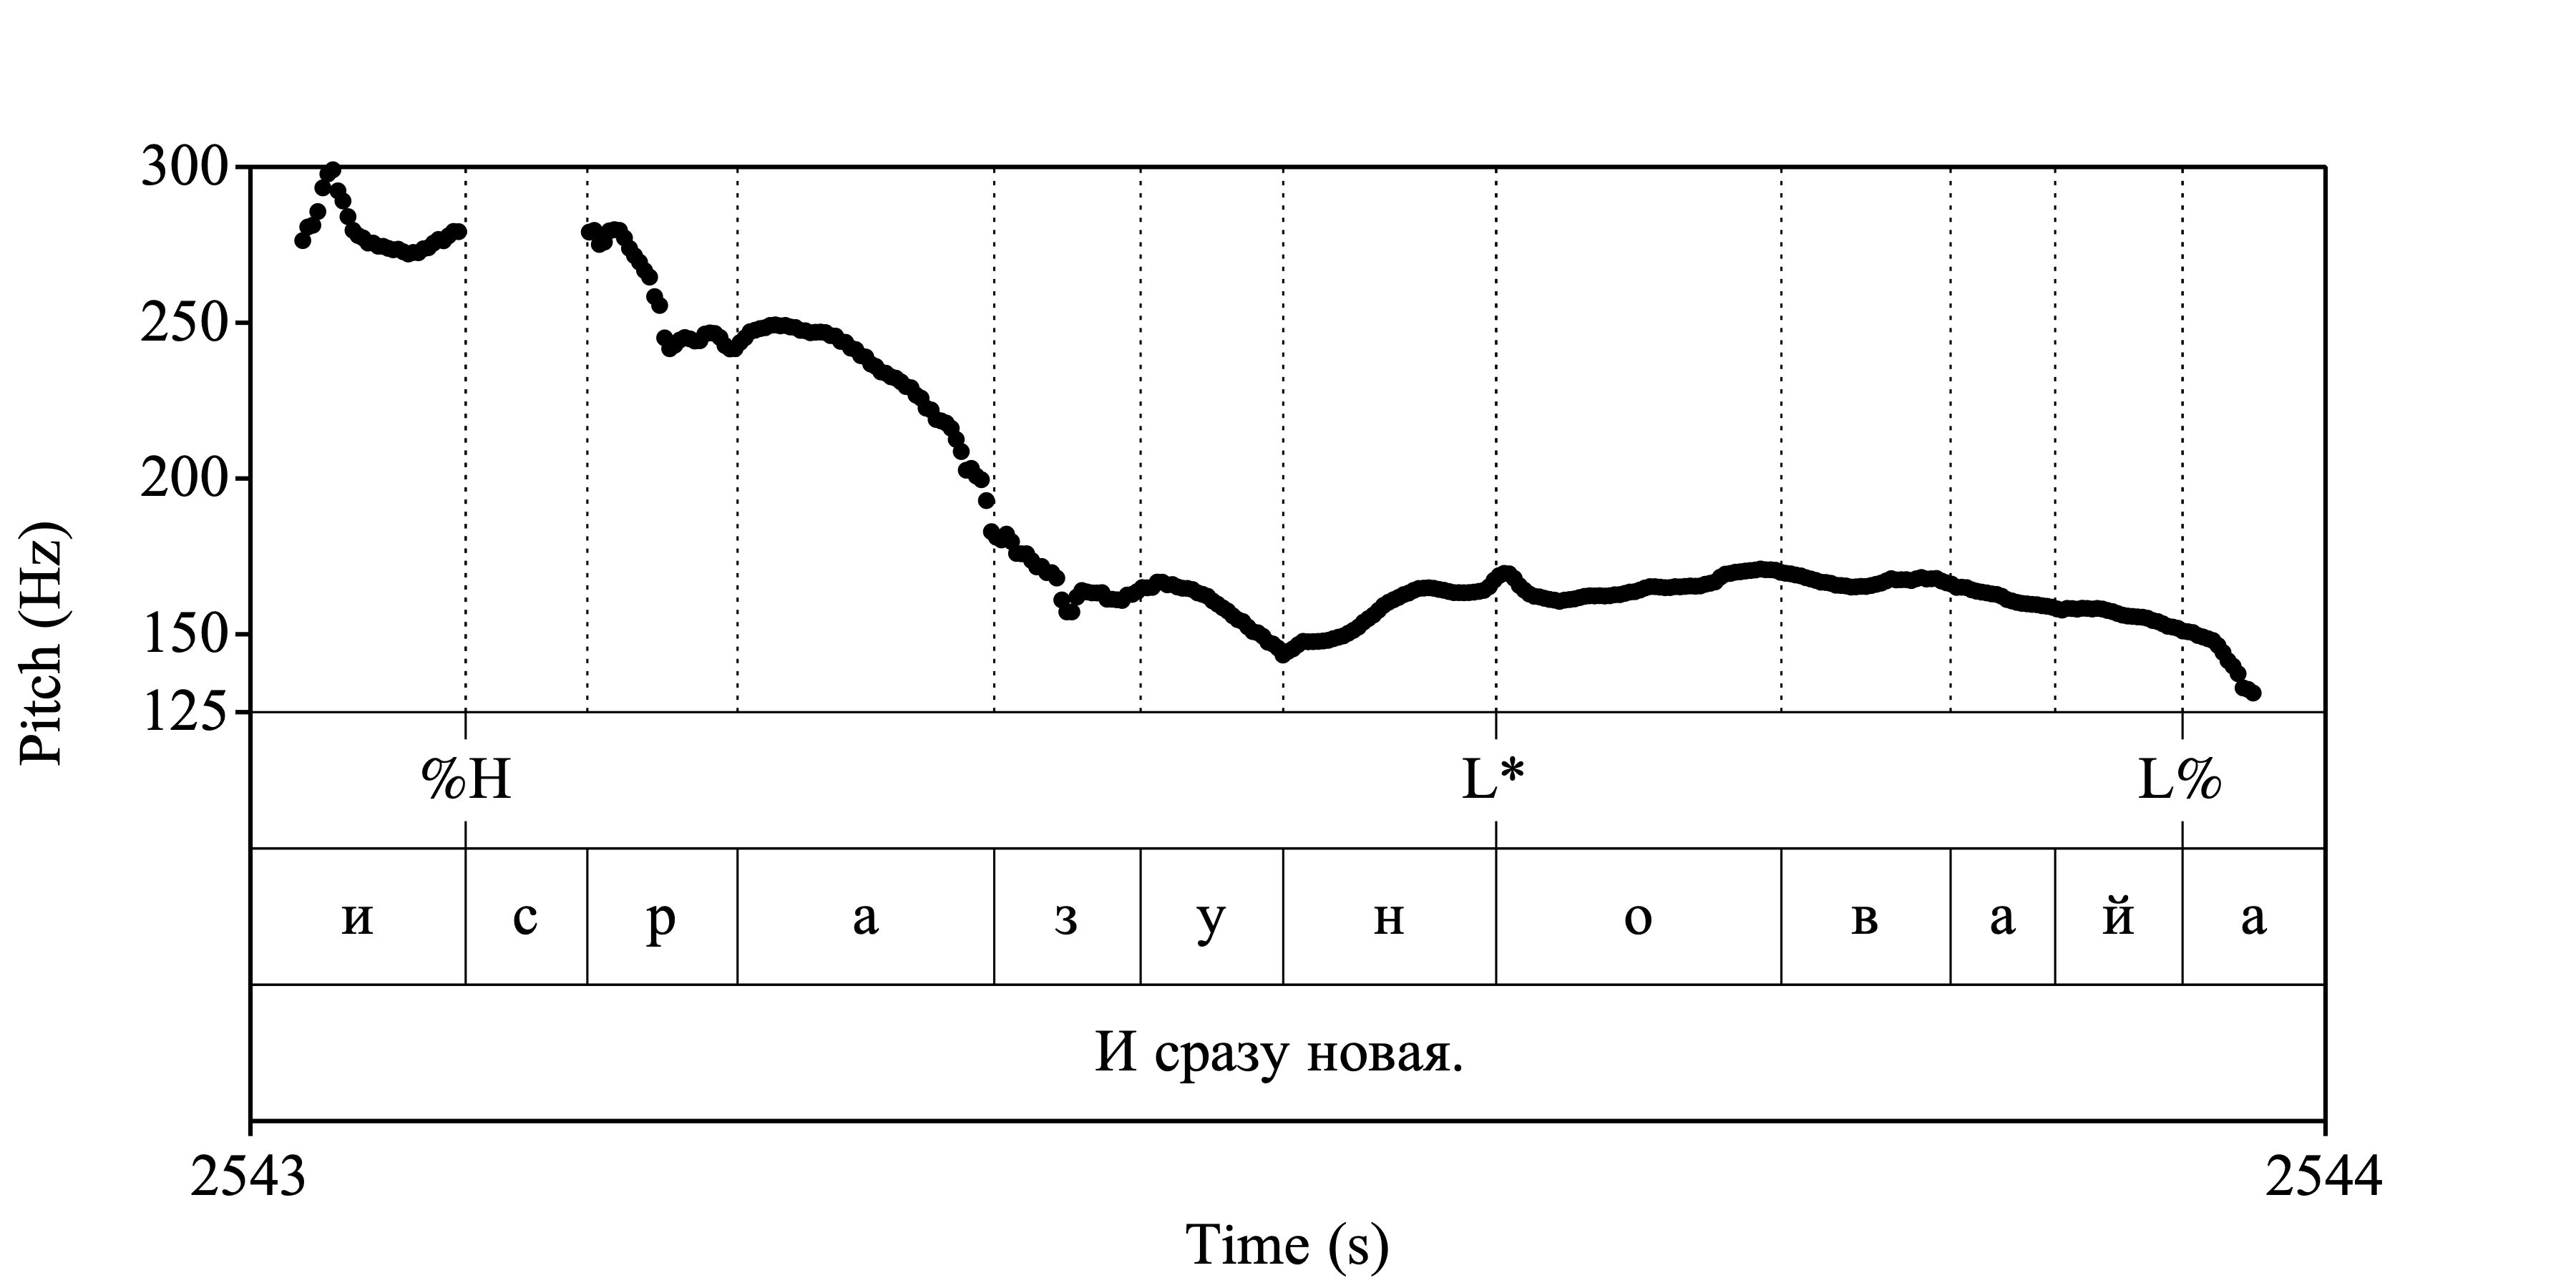 300
250
200
150
125
Pitch (Hz)
%H L* L%
и с р а з у н о в а й а
И сразу новая.
2543 2544
Time (s)